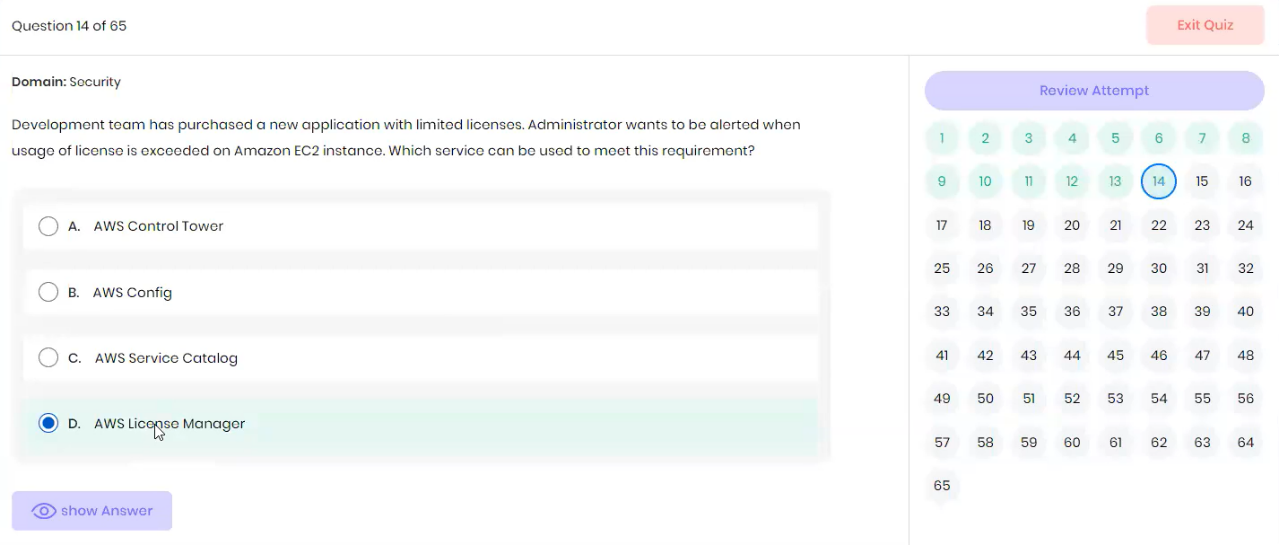 Question 14 of 65
Exit Quiz
Domain: Security
Development team has purchased a new application with limited licenses. Administrator wants to be alerted when
usage of license is exceeded on Amazon EC2 instance. Which service can be used to meet this requirement?
A. AWS Control Tower
B. AWS Config
C. AWS Service Catalog
D. AWS License Manager
show Answer
Review Attempt
1 2 3 4 5 6 7 8
9 10 11 12 13 14 15 16
17 18 19 20 21 22 23 24
25 26 27 28 29 30 31 32
33 34 35 36 37 38 39 40
41 42 43 44 45 46 47 48
49 50 51 52 53 54 55 56
57 58 59 60 61 62 63 64
65